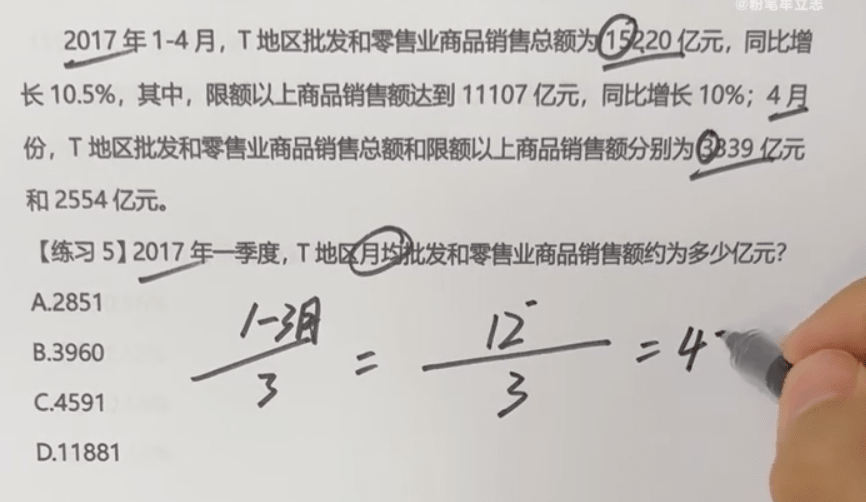 @粉笔牟立志
2017 年 1-4 月，T 地区批发和零售业商品销售总额为 15220 亿元，同比增
长 10.5%，其中，限额以上商品销售额达到 11107 亿元，同比增长 10%；4 月
份，T 地区批发和零售业商品销售总额和限额以上商品销售额分别为 3339 亿元
和 2554 亿元。
【练习 5】2017 年一季度，T 地区月均批发和零售业商品销售额约为多少亿元？
A.2851
B.3960
C.4591
D.11881
1-3月/3 = 12⁻/3 = 4⁻